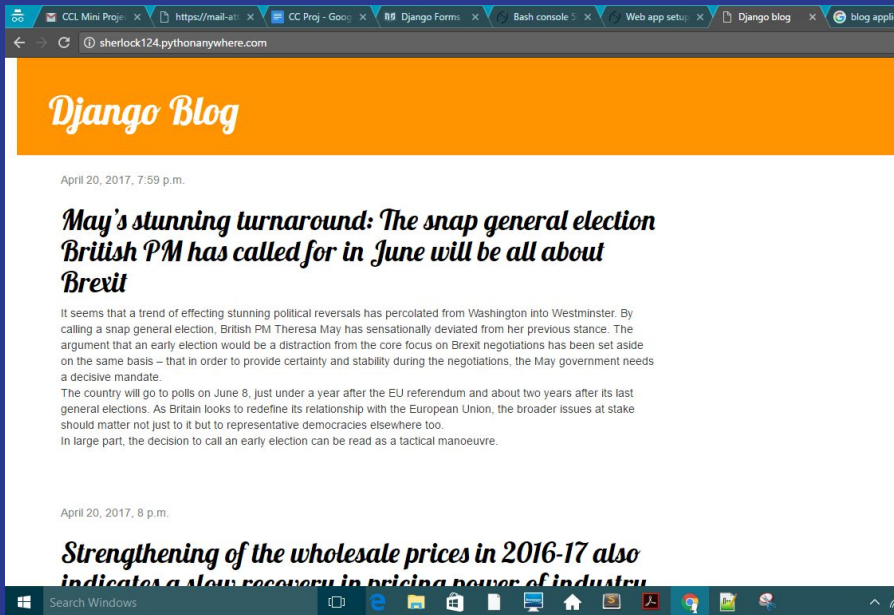 CCL Mini Proje
https://mail-att
CC Proj - Goog
Django Forms
Bash console 5
Web app setup
Django blog
blog appli
sherlock124.pythonanywhere.com
Django Blog
April 20, 2017, 7:59 p.m.
May's stunning turnaround: The snap general election
British PM has called for in June will be all about
Brexit
It seems that a trend of effecting stunning political reversals has percolated from Washington into Westminster. By
calling a snap general election, British PM Theresa May has sensationally deviated from her previous stance. The
argument that an early election would be a distraction from the core focus on Brexit negotiations has been set aside
on the same basis – that in order to provide certainty and stability during the negotiations, the May government needs
a decisive mandate.
The country will go to polls on June 8, just under a year after the EU referendum and about two years after its last
general elections. As Britain looks to redefine its relationship with the European Union, the broader issues at stake
should matter not just to it but to representative democracies elsewhere too.
In large part, the decision to call an early election can be read as a tactical manoeuvre.
April 20, 2017, 8 p.m.
Strengthening of the wholesale prices in 2016-17 also
indicates a slow recovery in pricing power of industry
Search Windows